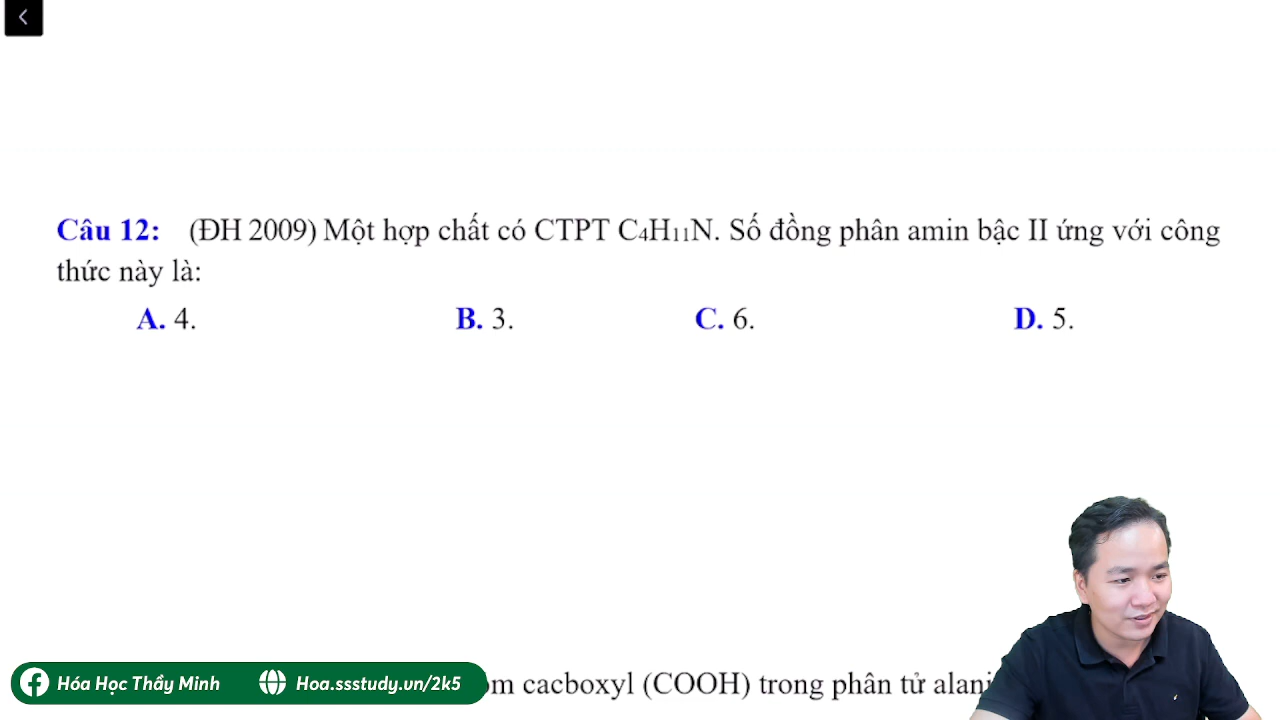 Câu 12: (ĐH 2009) Một hợp chất có CTPT C₄H₁₁N. Số đồng phân amin bậc II ứng với công
thức này là:
A. 4. B. 3. C. 6. D. 5.
cacboxyl (COOH) trong phân tử
Hóa Học Thầy Minh Hoa.ssstudy.vn/2k5